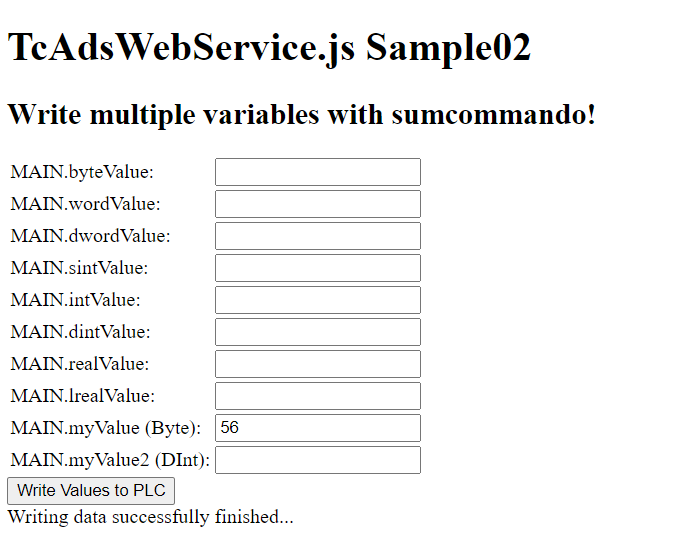 TcAdsWebService.js Sample02
Write multiple variables with sumcommando!
MAIN.byteValue:
MAIN.wordValue:
MAIN.dwordValue:
MAIN.sintValue:
MAIN.intValue:
MAIN.dintValue:
MAIN.realValue:
MAIN.lrealValue:
MAIN.myValue (Byte): 56
MAIN.myValue2 (DInt):
Write Values to PLC
Writing data successfully finished...